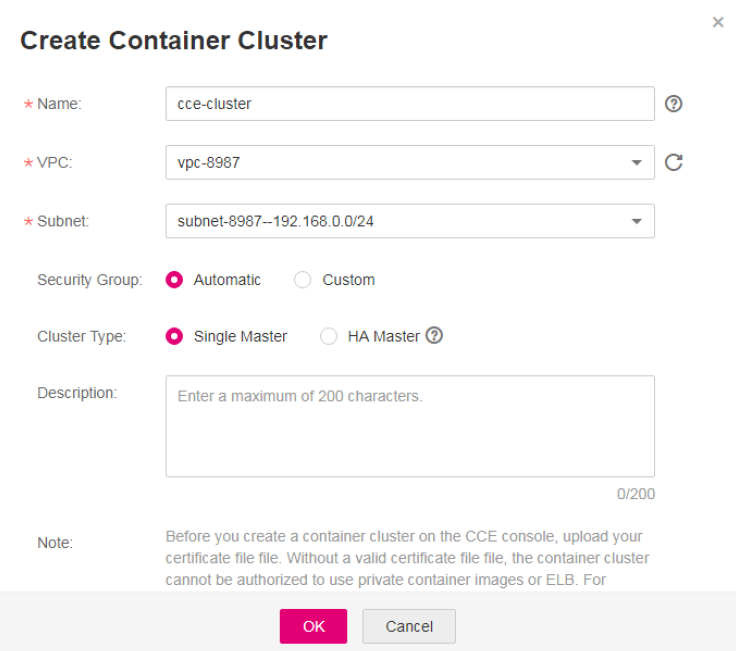 Create Container Cluster
* Name: cce-cluster
* VPC: vpc-8987
* Subnet: subnet-8987--192.168.0.0/24
Security Group: Automatic Custom
Cluster Type: Single Master HA Master
Description: Enter a maximum of 200 characters.
0/200
Note: Before you create a container cluster on the CCE console, upload your
certificate file file. Without a valid certificate file file, the container cluster
cannot be authorized to use private container images or ELB. For
OK Cancel